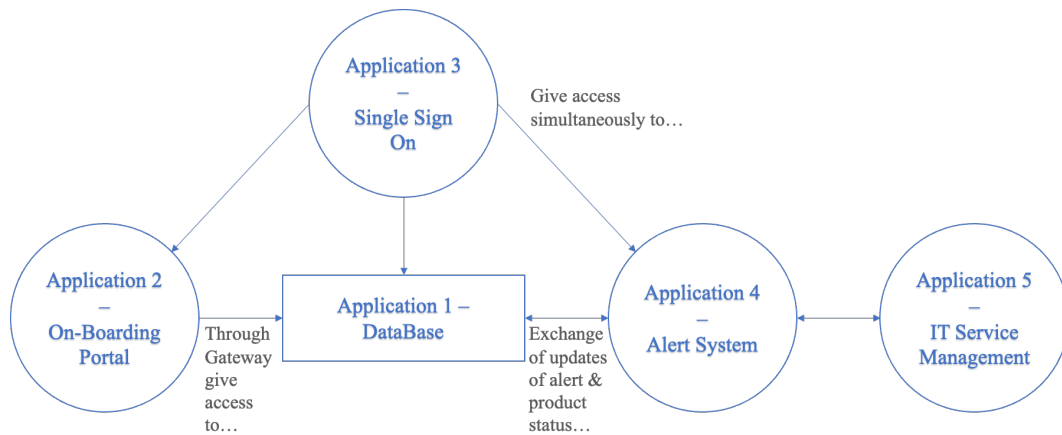 Application 3
–
Single Sign
On
Give access
simultaneously to…
Application 2
–
On-Boarding
Portal
Through
Gateway
give
access
to…
Application 1 –
DataBase
Exchange
of updates
of alert &
product
status…
Application 4
–
Alert System
Application 5
–
IT Service
Management